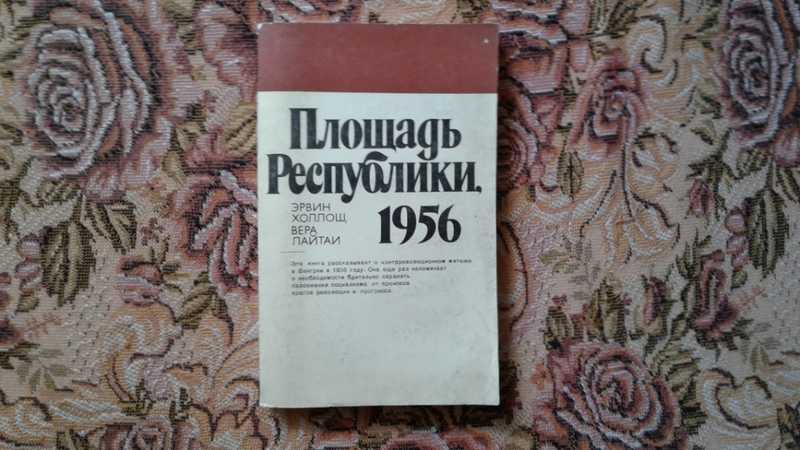 Площадь
Республики,
1956
ЭРВИН
ХОЛЛОЩ
ВЕРА
ЛАЙТАИ
Эта книга рассказывает о контрреволюционном мятеже
в Венгрии в 1956 году. Она еще раз напоминает
о необходимости бдительно охранять
завоевания социализма от происков
врагов революции и прогресса.